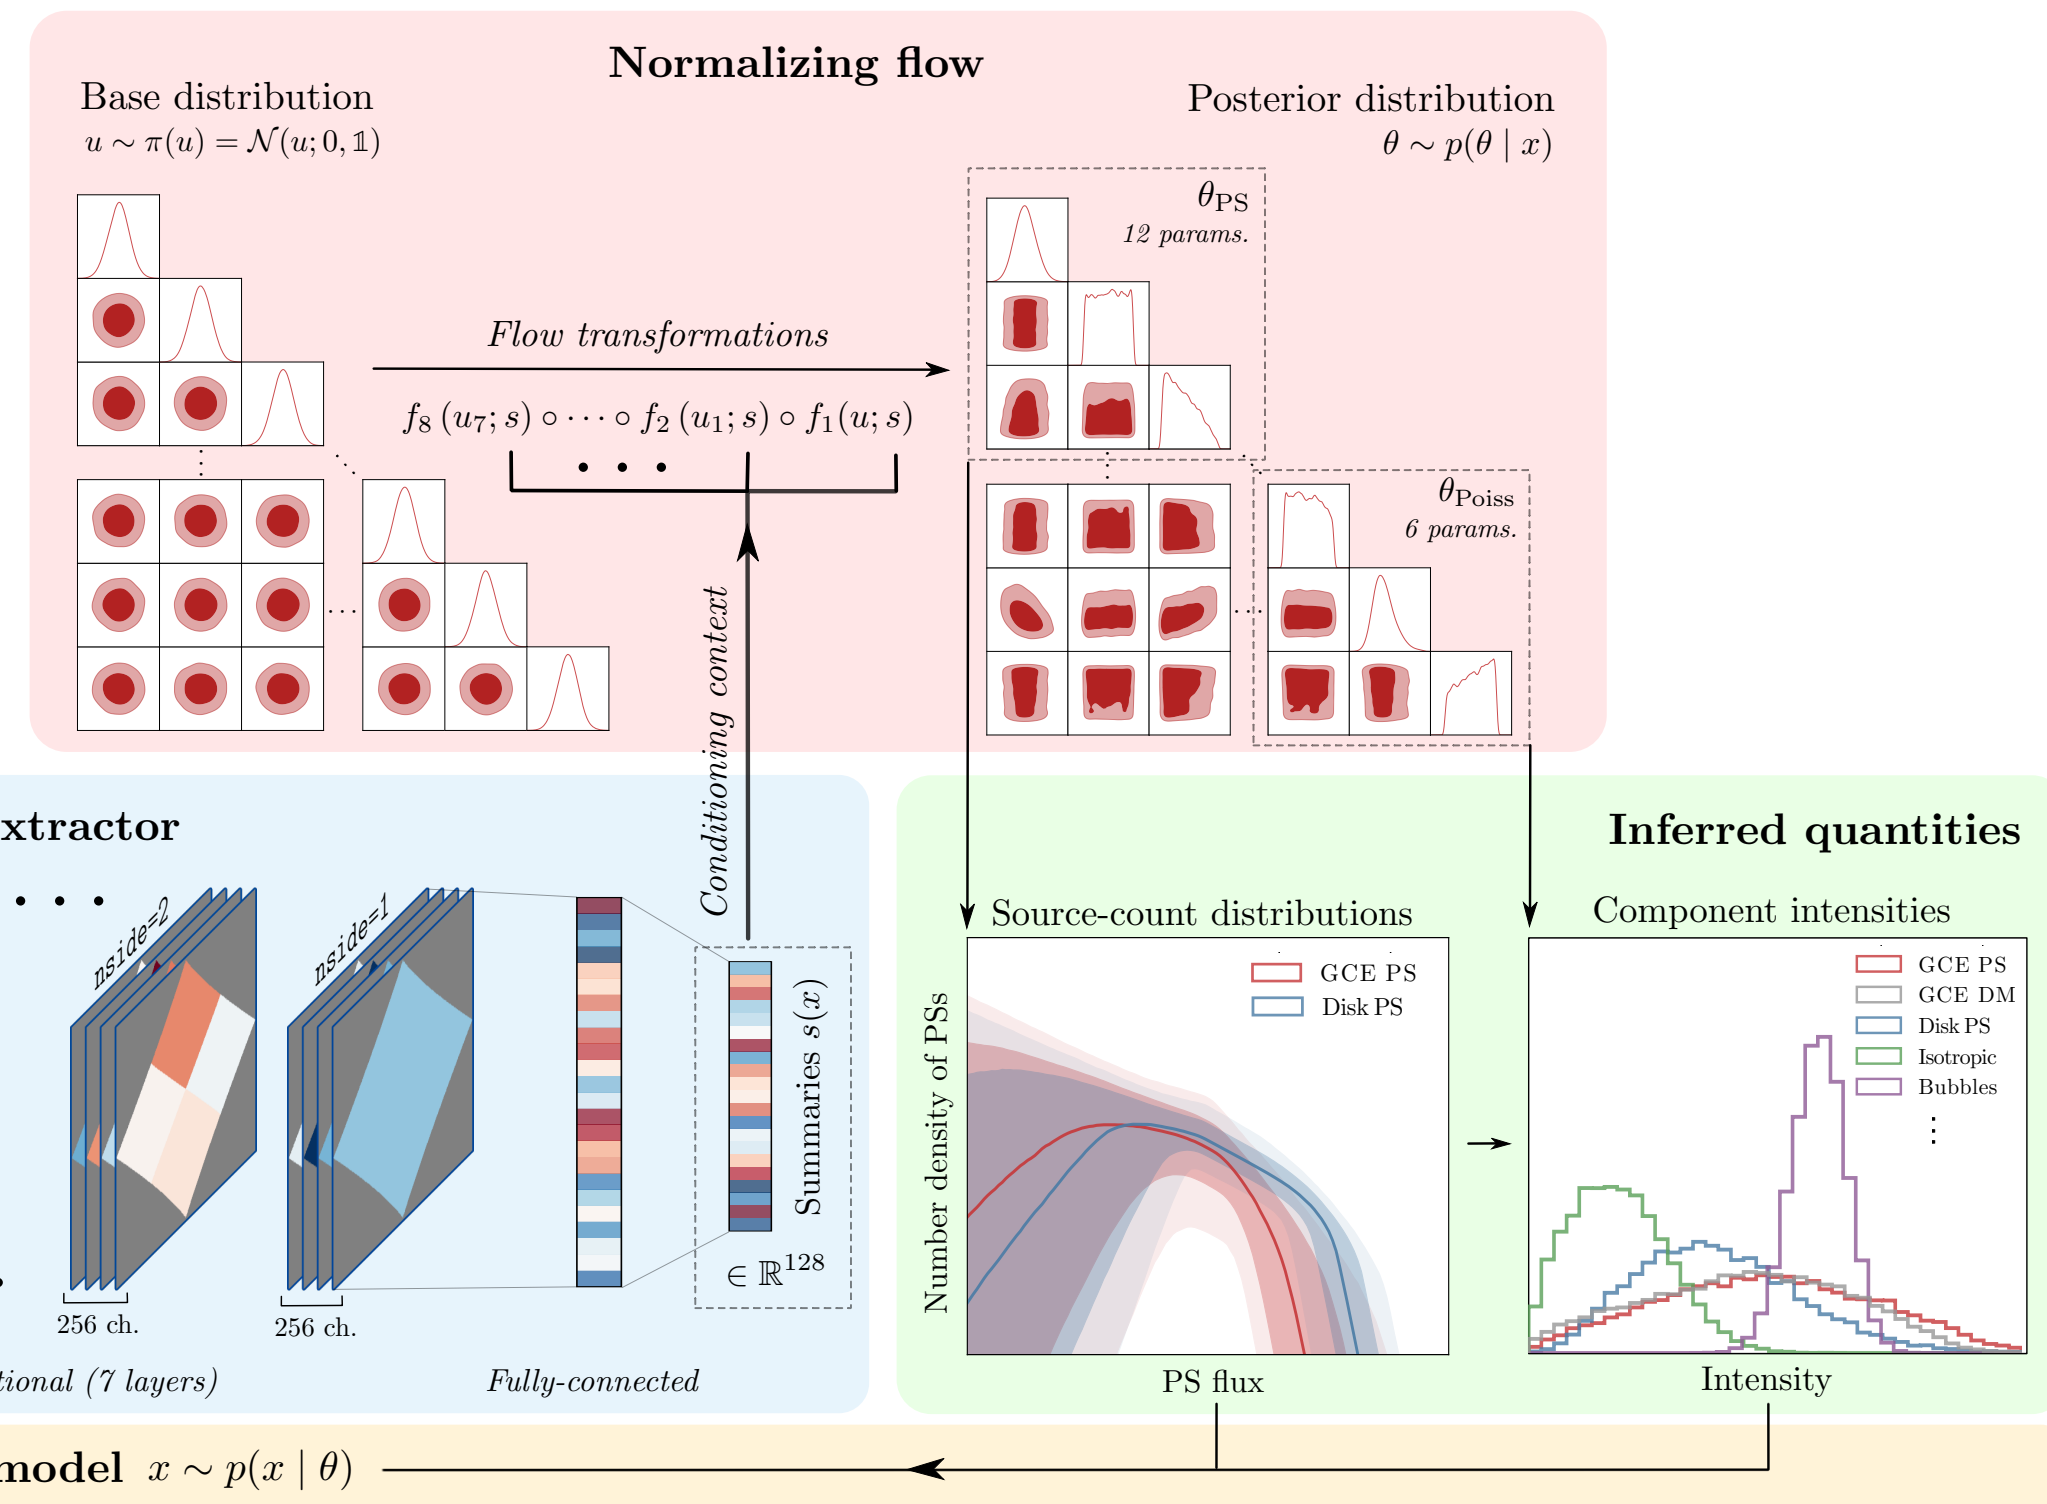 Normalizing flow
Base distribution
u ∼ π(u) = 𝒩(u; 0, 𝟙)
Posterior distribution
θ ∼ p(θ | x)
θ_PS
12 params.
Flow transformations
f₈ (u₇; s) ∘ ··· ∘ f₂ (u₁; s) ∘ f₁(u; s)
θ_Poiss
6 params.
Conditioning context
xtractor
nside=2
nside=1
256 ch.
256 ch.
tional (7 layers)
Fully-connected
Summaries s(x)
∈ ℝ¹²⁸
Inferred quantities
Source-count distributions
GCE PS
Disk PS
Number density of PSs
PS flux
Component intensities
GCE PS
GCE DM
Disk PS
Isotropic
Bubbles
⋮
Intensity
model x ∼ p(x | θ)